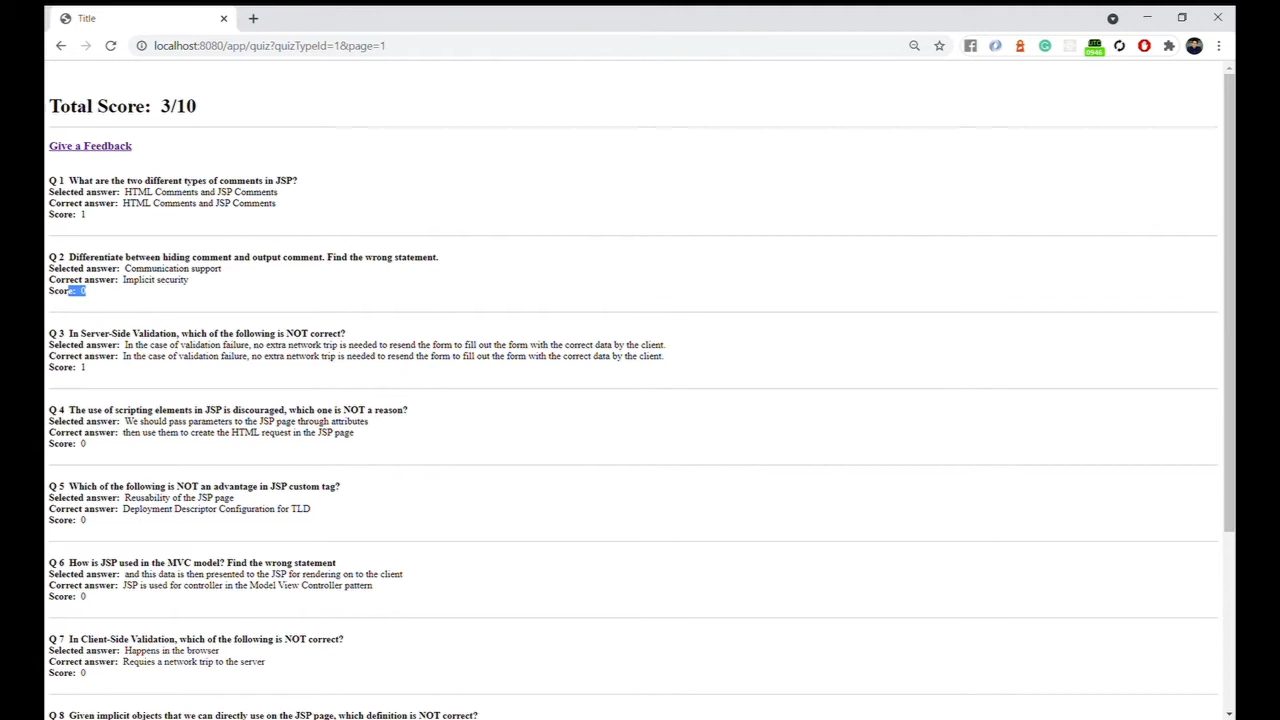 Title
localhost:8080/app/quiz?quizTypeId=1&page=1
UTC
0946
Total Score: 3/10
Give a Feedback
Q 1 What are the two different types of comments in JSP?
Selected answer: HTML Comments and JSP Comments
Correct answer: HTML Comments and JSP Comments
Score: 1
Q 2 Differentiate between hiding comment and output comment. Find the wrong statement.
Selected answer: Communication support
Correct answer: Implicit security
Score: 0
Q 3 In Server-Side Validation, which of the following is NOT correct?
Selected answer: In the case of validation failure, no extra network trip is needed to resend the form to fill out the form with the correct data by the client.
Correct answer: In the case of validation failure, no extra network trip is needed to resend the form to fill out the form with the correct data by the client.
Score: 1
Q 4 The use of scripting elements in JSP is discouraged, which one is NOT a reason?
Selected answer: We should pass parameters to the JSP page through attributes
Correct answer: then use them to create the HTML request in the JSP page
Score: 0
Q 5 Which of the following is NOT an advantage in JSP custom tag?
Selected answer: Reusability of the JSP page
Correct answer: Deployment Descriptor Configuration for TLD
Score: 0
Q 6 How is JSP used in the MVC model? Find the wrong statement
Selected answer: and this data is then presented to the JSP for rendering on to the client
Correct answer: JSP is used for controller in the Model View Controller pattern
Score: 0
Q 7 In Client-Side Validation, which of the following is NOT correct?
Selected answer: Happens in the browser
Correct answer: Requies a network trip to the server
Score: 0
Q 8 Given implicit objects that we can directly use on the JSP page, which definition is NOT correct?